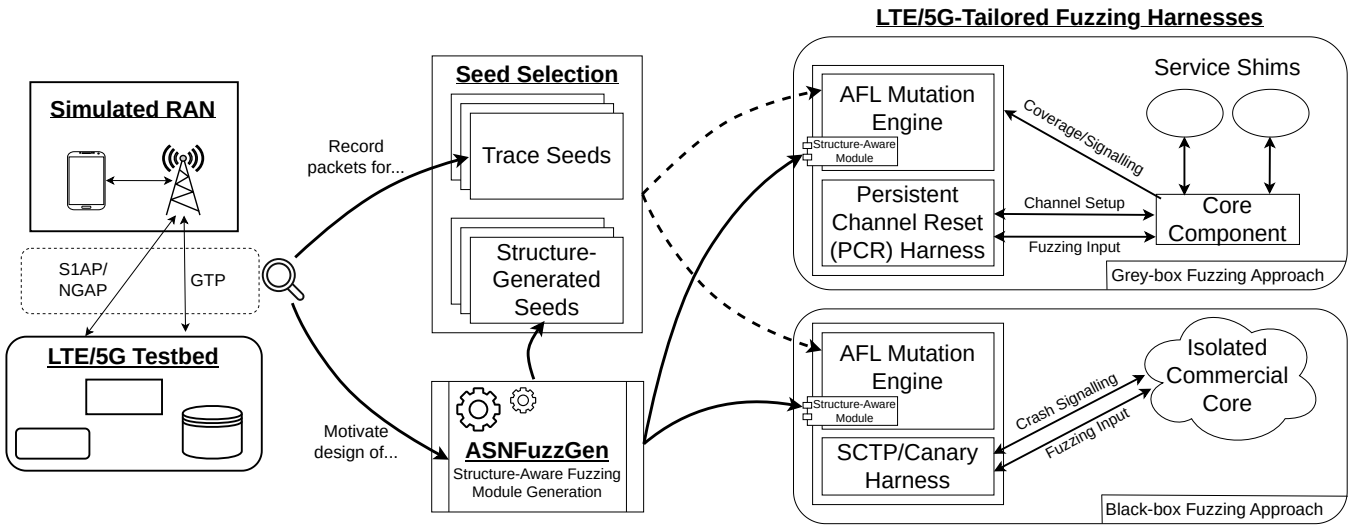 LTE/5G-Tailored Fuzzing Harnesses
Simulated RAN
S1AP/
NGAP
GTP
LTE/5G Testbed
Record
packets for...
Motivate
design of...
Seed Selection
Trace Seeds
Structure-
Generated
Seeds
ASNFuzzGen
Structure-Aware Fuzzing
Module Generation
AFL Mutation
Engine
Structure-Aware
Module
Persistent
Channel Reset
(PCR) Harness
Coverage/Signalling
Channel Setup
Fuzzing Input
Service Shims
Core
Component
Grey-box Fuzzing Approach
AFL Mutation
Engine
Structure-Aware
Module
SCTP/Canary
Harness
Crash Signalling
Fuzzing Input
Isolated
Commercial
Core
Black-box Fuzzing Approach